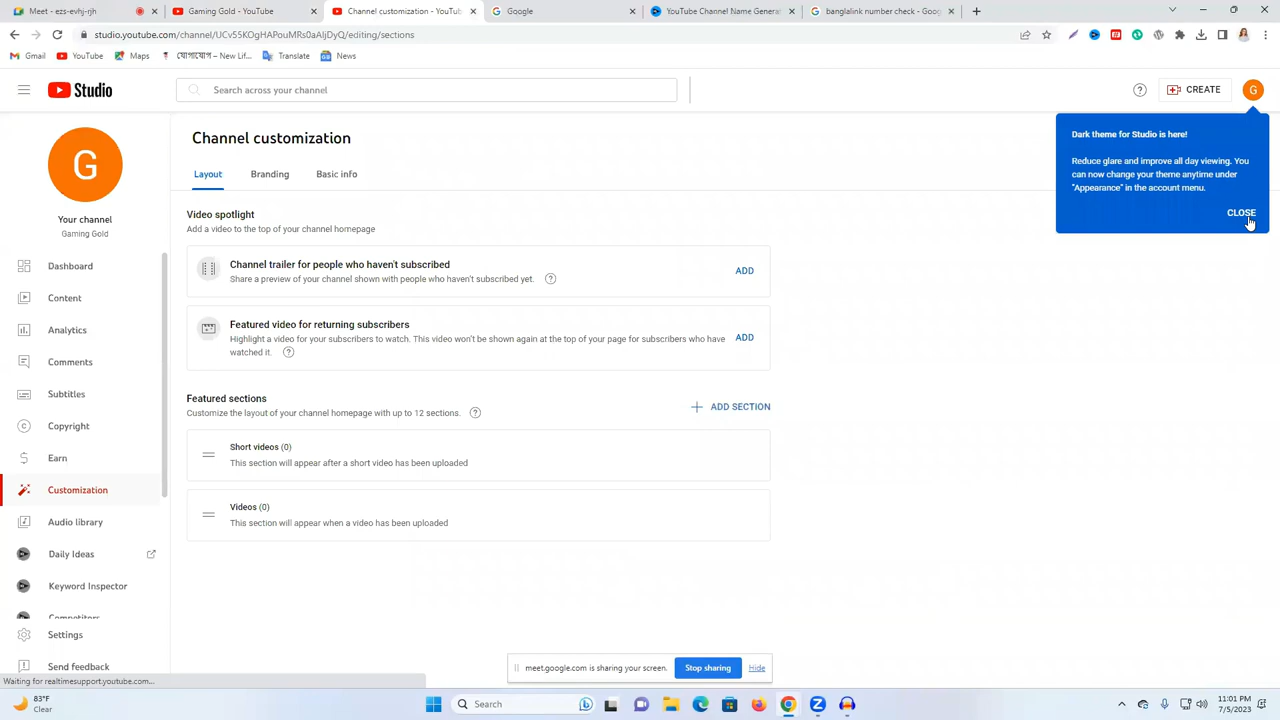 Meet - ezs-evhj-njr
Gaming Gold - YouTube
Channel customization - YouTube
Google
YouTube Channel Name Genera
banglalink number check - Goog
studio.youtube.com/channel/UCv55KOgHAPouMRs0aAIjDyQ/editing/sections
Gmail
YouTube
Maps
যোগাযোগ – New Lif...
Translate
News
Studio
Search across your channel
CREATE
G
Dark theme for Studio is here!
Reduce glare and improve all day viewing. You
can now change your theme anytime under
"Appearance" in the account menu.
CLOSE
G
Your channel
Gaming Gold
Dashboard
Content
Analytics
Comments
Subtitles
Copyright
Earn
Customization
Audio library
Daily Ideas
Keyword Inspector
Competitors
Settings
Send feedback
Channel customization
Layout
Branding
Basic info
Video spotlight
Add a video to the top of your channel homepage
Channel trailer for people who haven't subscribed
Share a preview of your channel shown with people who haven't subscribed yet.
ADD
Featured video for returning subscribers
Highlight a video for your subscribers to watch. This video won't be shown again at the top of your page for subscribers who have
watched it.
ADD
Featured sections
Customize the layout of your channel homepage with up to 12 sections.
ADD SECTION
Short videos (0)
This section will appear after a short video has been uploaded
Videos (0)
This section will appear when a video has been uploaded
meet.google.com is sharing your screen.
Stop sharing
Hide
Waiting for realtimesupport.youtube.com...
83°F
Clear
Search
11:01 PM
7/5/2023